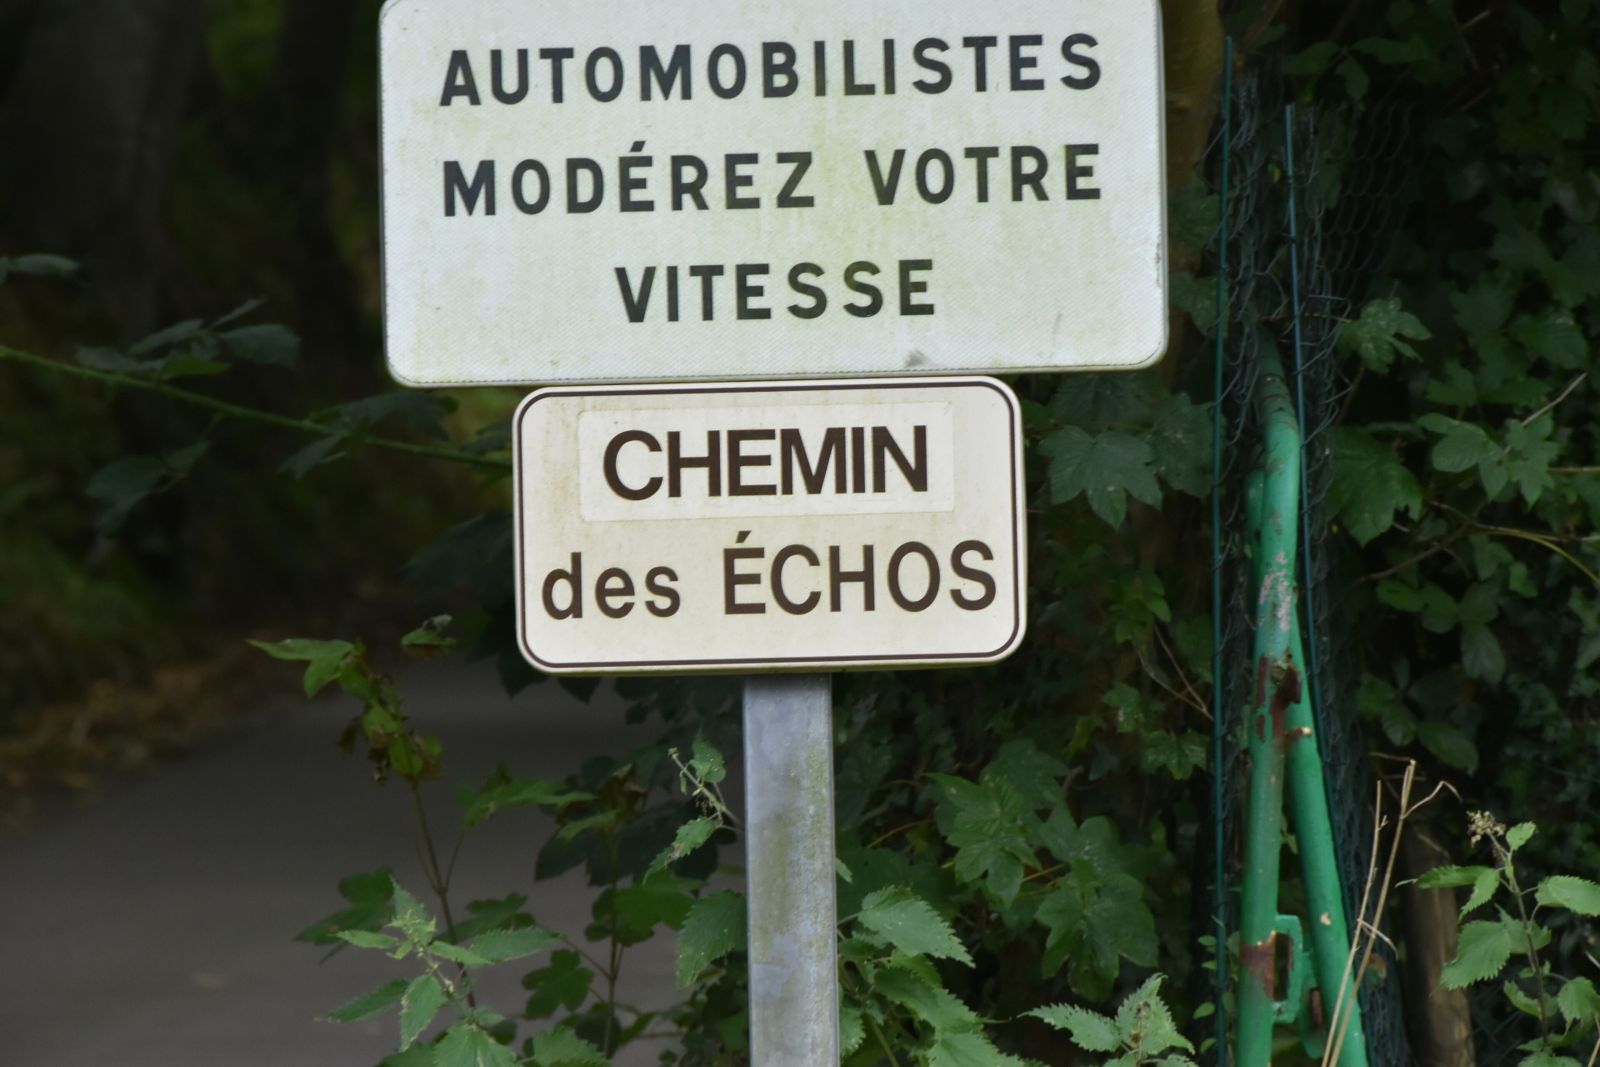 AUTOMOBILISTES
MODÉREZ VOTRE
VITESSE
CHEMIN
des ÉCHOS